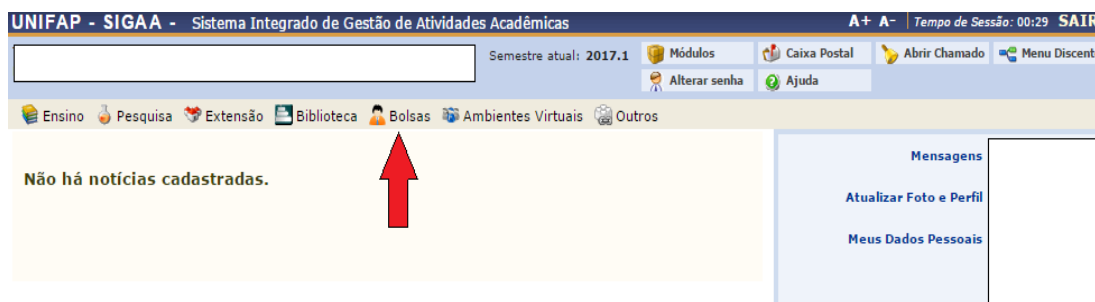 UNIFAP - SIGAA - Sistema Integrado de Gestão de Atividades Acadêmicas A+ A- Tempo de Sessão: 00:29 SAIR
Semestre atual: 2017.1 Módulos Caixa Postal Abrir Chamado Menu Discent
Alterar senha Ajuda
Ensino Pesquisa Extensão Biblioteca Bolsas Ambientes Virtuais Outros
Mensagens
Não há notícias cadastradas.
Atualizar Foto e Perfil
Meus Dados Pessoais